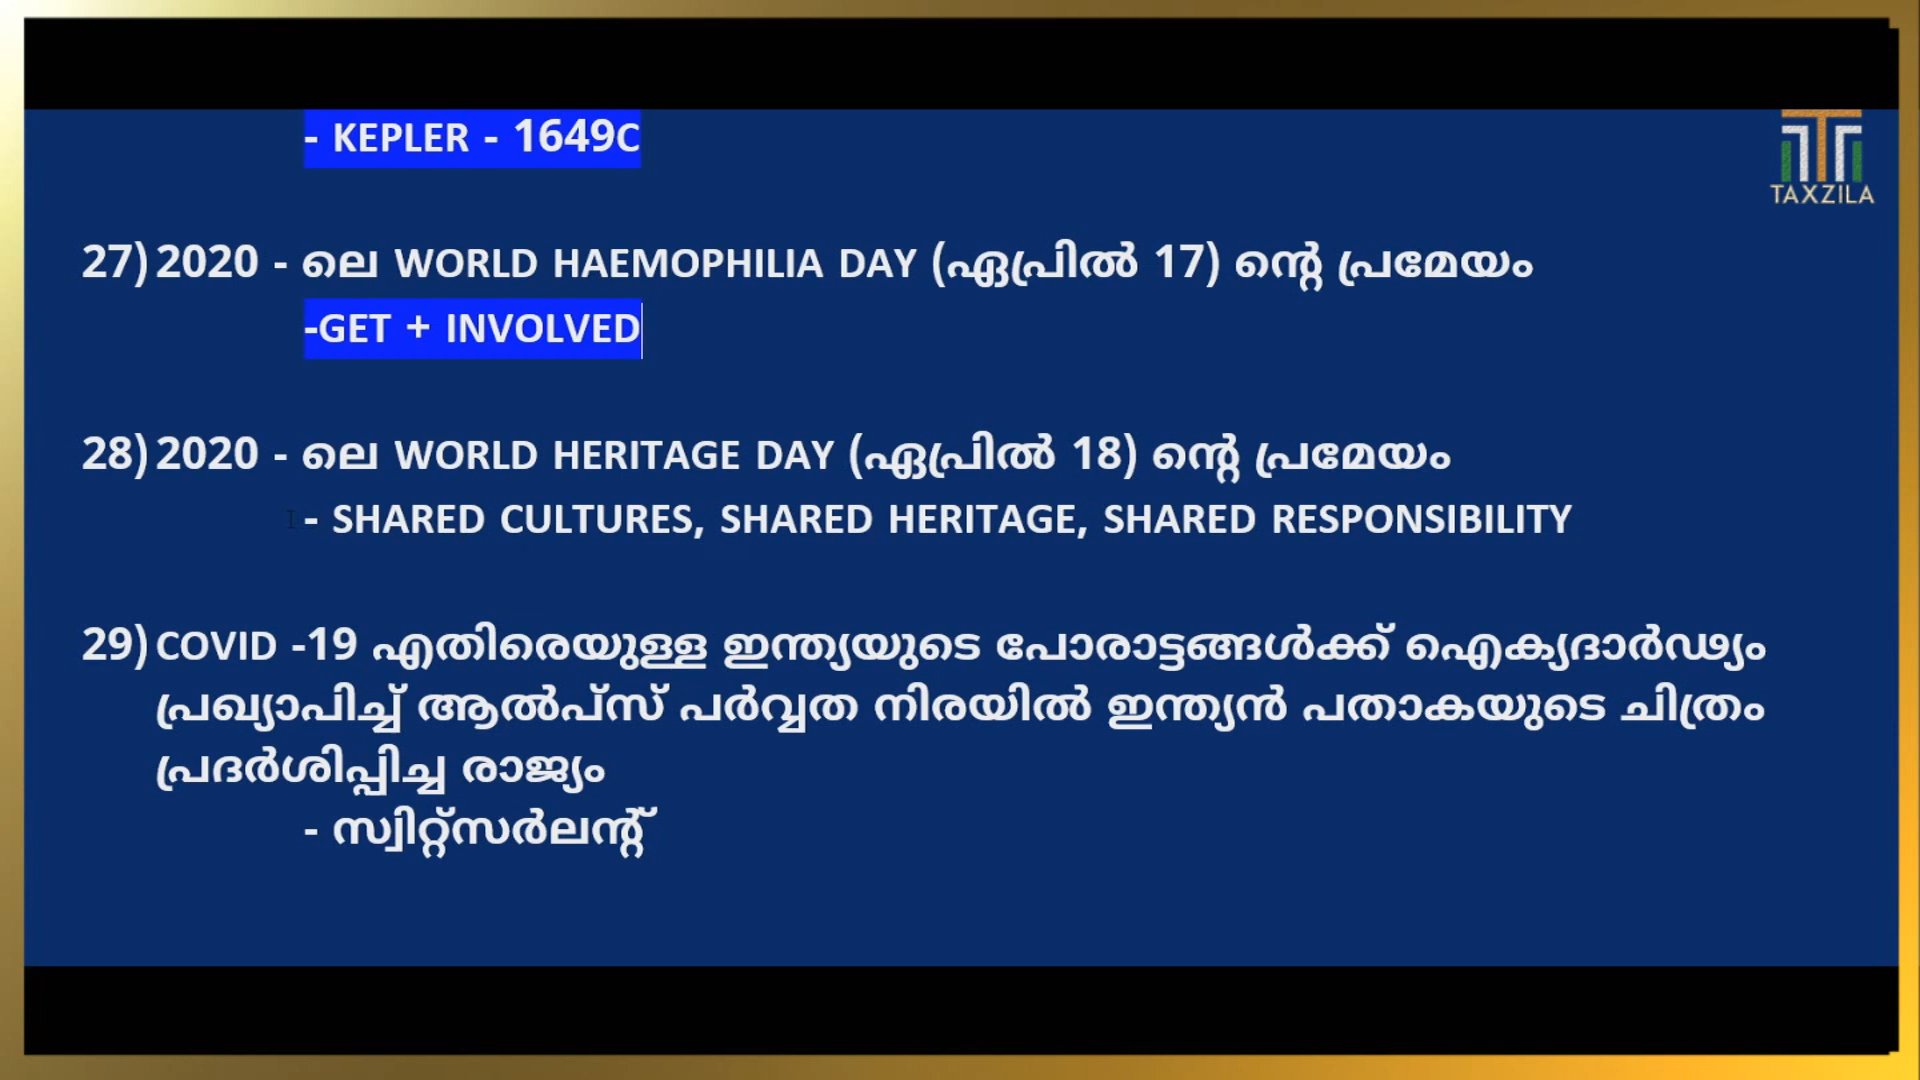 - KEPLER - 1649C
TAXZILA
27) 2020 - ലെ WORLD HAEMOPHILIA DAY (ഏപ്രിൽ 17) ന്റെ പ്രമേയം
-GET + INVOLVED
28) 2020 - ലെ WORLD HERITAGE DAY (ഏപ്രിൽ 18) ന്റെ പ്രമേയം
- SHARED CULTURES, SHARED HERITAGE, SHARED RESPONSIBILITY
29) COVID -19 എതിരെയുള്ള ഇന്ത്യയുടെ പോരാട്ടങ്ങൾക്ക് ഐക്യദാർഢ്യം
പ്രഖ്യാപിച്ച് ആൽപ്സ് പർവ്വത നിരയിൽ ഇന്ത്യൻ പതാകയുടെ ചിത്രം
പ്രദർശിപ്പിച്ച രാജ്യം
- സ്വിറ്റ്സർലന്റ്